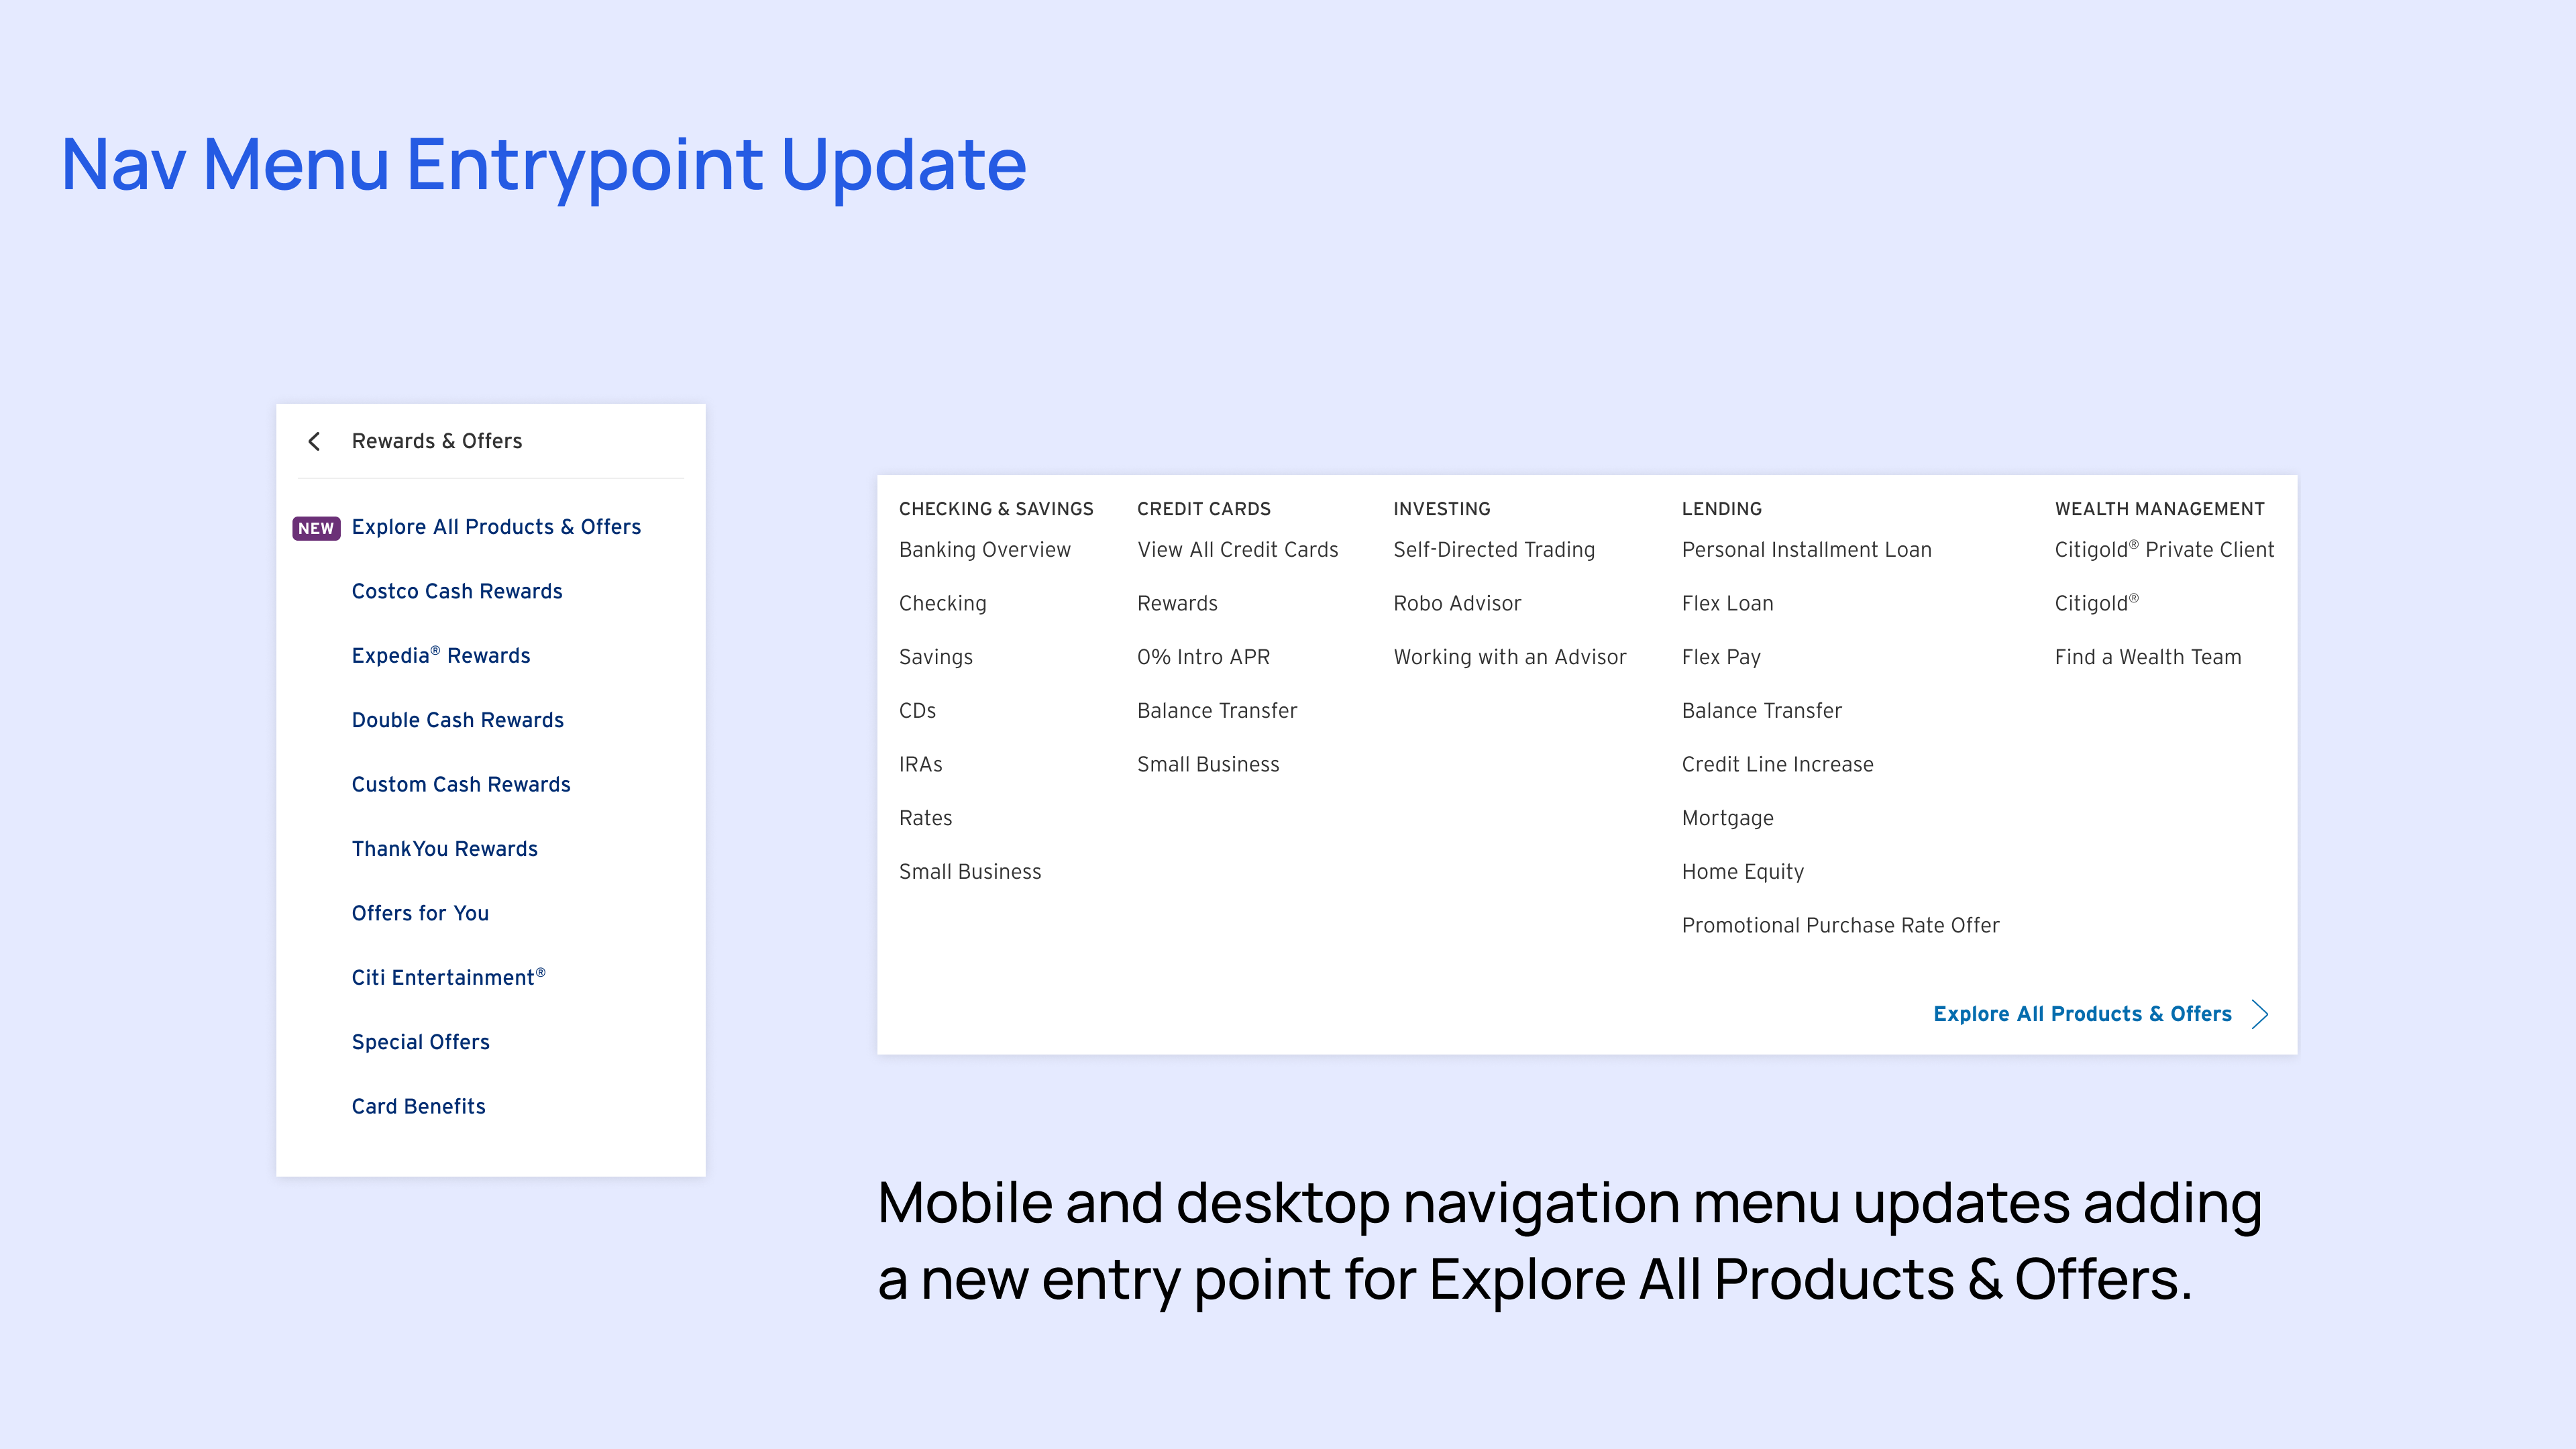 Nav Menu Entrypoint Update
Rewards & Offers
NEW Explore All Products & Offers
Costco Cash Rewards
Expedia® Rewards
Double Cash Rewards
Custom Cash Rewards
ThankYou Rewards
Offers for You
Citi Entertainment®
Special Offers
Card Benefits
CHECKING & SAVINGS
Banking Overview
Checking
Savings
CDs
IRAs
Rates
Small Business
CREDIT CARDS
View All Credit Cards
Rewards
0% Intro APR
Balance Transfer
Small Business
INVESTING
Self-Directed Trading
Robo Advisor
Working with an Advisor
LENDING
Personal Installment Loan
Flex Loan
Flex Pay
Balance Transfer
Credit Line Increase
Mortgage
Home Equity
Promotional Purchase Rate Offer
WEALTH MANAGEMENT
Citigold® Private Client
Citigold®
Find a Wealth Team
Explore All Products & Offers
Mobile and desktop navigation menu updates adding
a new entry point for Explore All Products & Offers.